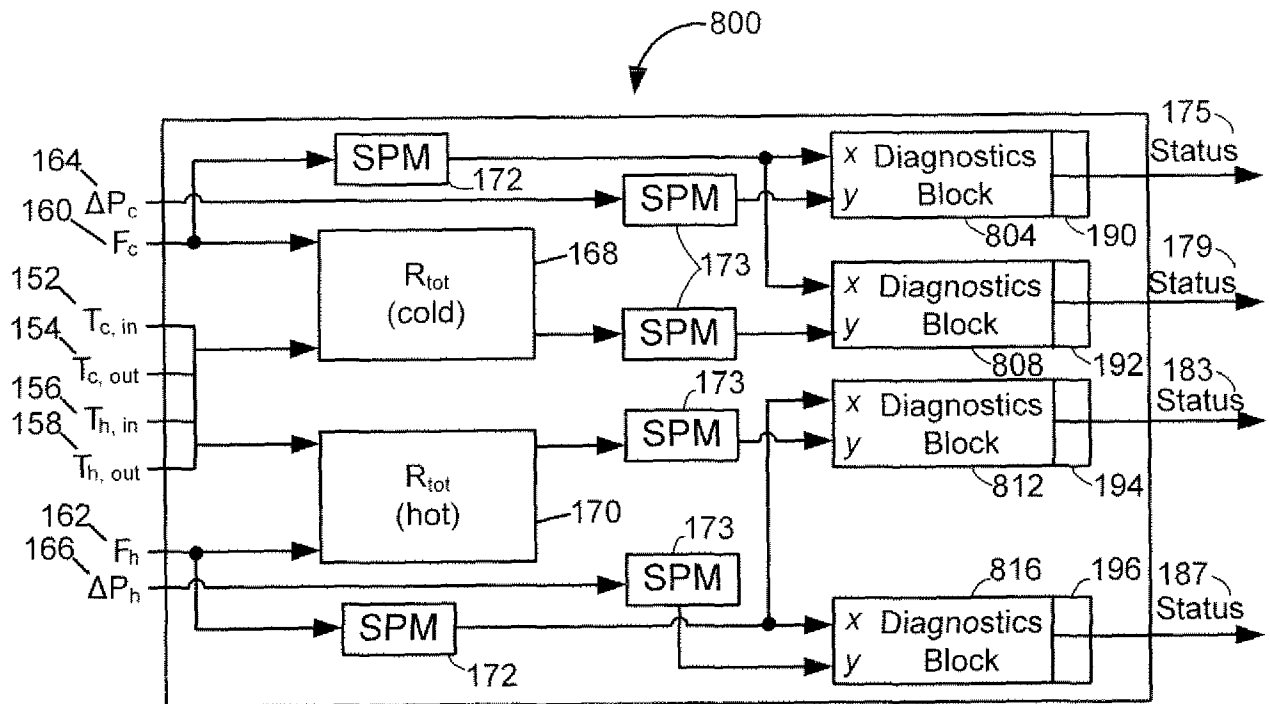 800
175
Status
164
ΔPc
SPM
172
x Diagnostics
y Block
SPM
804
190
160
Fc
173
179
Status
Rtot
(cold)
168
x Diagnostics
y Block
SPM
808
192
152
Tc, in
154
Tc, out
156
Th, in
158
Th, out
173
183
Status
SPM
x Diagnostics
y Block
812
194
Rtot
(hot)
170
162
Fh
166
ΔPh
173
SPM
816
196
187
Status
SPM
172
x Diagnostics
y Block